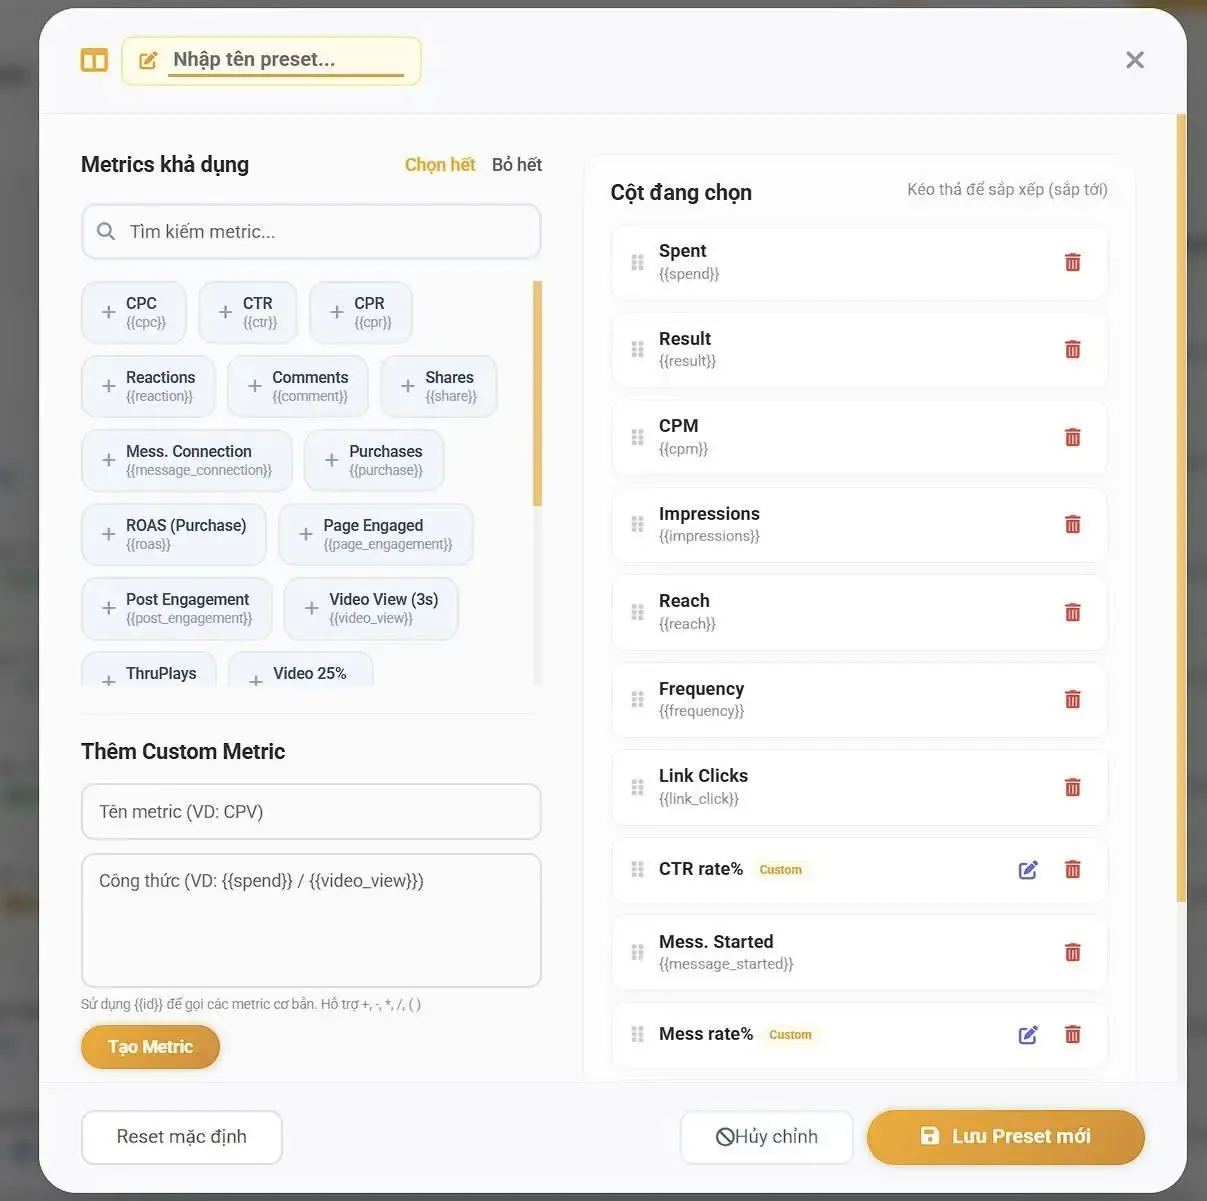 Nhập tên preset...
Metrics khả dụng
Chọn hết
Bỏ hết
Tìm kiếm metric...
CPC
{{cpc}}
CTR
{{ctr}}
CPR
{{cpr}}
Reactions
{{reaction}}
Comments
{{comment}}
Shares
{{share}}
Mess. Connection
{{message_connection}}
Purchases
{{purchase}}
ROAS (Purchase)
{{roas}}
Page Engaged
{{page_engagement}}
Post Engagement
{{post_engagement}}
Video View (3s)
{{video_view}}
ThruPlays
Video 25%
Thêm Custom Metric
Tên metric (VD: CPV)
Công thức (VD: {{spend}} / {{video_view}})
Sử dụng {{id}} để gọi các metric cơ bản. Hỗ trợ +, -, *, /, ( )
Tạo Metric
Cột đang chọn
Kéo thả để sắp xếp (sắp tới)
Spent
{{spend}}
Result
{{result}}
CPM
{{cpm}}
Impressions
{{impressions}}
Reach
{{reach}}
Frequency
{{frequency}}
Link Clicks
{{link_click}}
CTR rate% Custom
Mess. Started
{{message_started}}
Mess rate% Custom
Reset mặc định
Hủy chỉnh
Lưu Preset mới